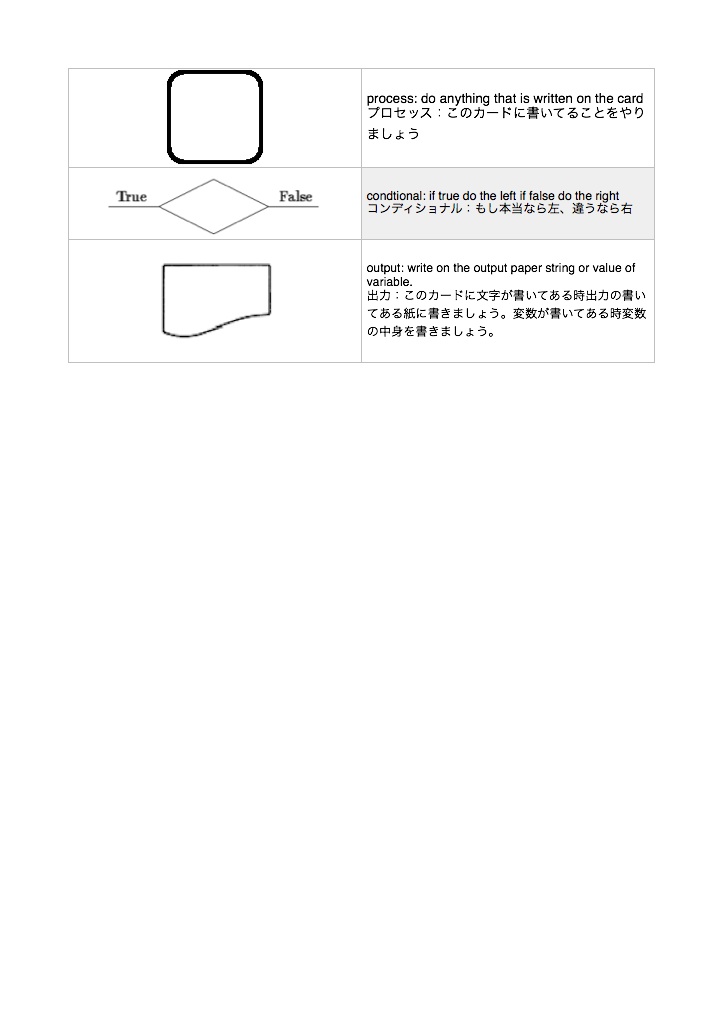 process: do anything that is written on the card
プロセッス：このカードに書いてることをやり
ましょう
True
False
condtional: if true do the left if false do the right
コンディショナル：もし本当なら左、違うなら右
output: write on the output paper string or value of
variable.
出力：このカードに文字が書いてある時出力の書い
てある紙に書きましょう。変数が書いてある時変数
の中身を書きましょう。